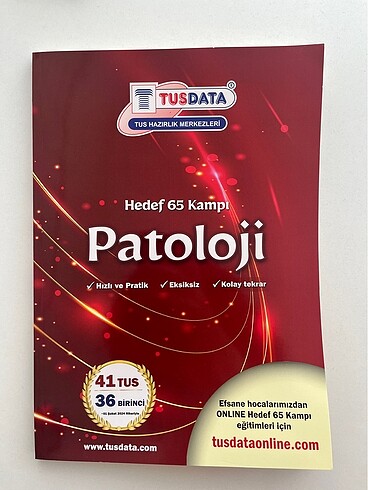 TUSDATA
TUS HAZIRLIK MERKEZLERİ
Hedef 65 Kampı
Patoloji
✓ Hızlı ve Pratik ✓ Eksiksiz ✓ Kolay tekrar
41 TUS
36 BİRİNCİ
Efsane hocalarımızdan
ONLINE Hedef 65 Kampı
eğitimleri için
tusdataonline.com
www.tusdata.com